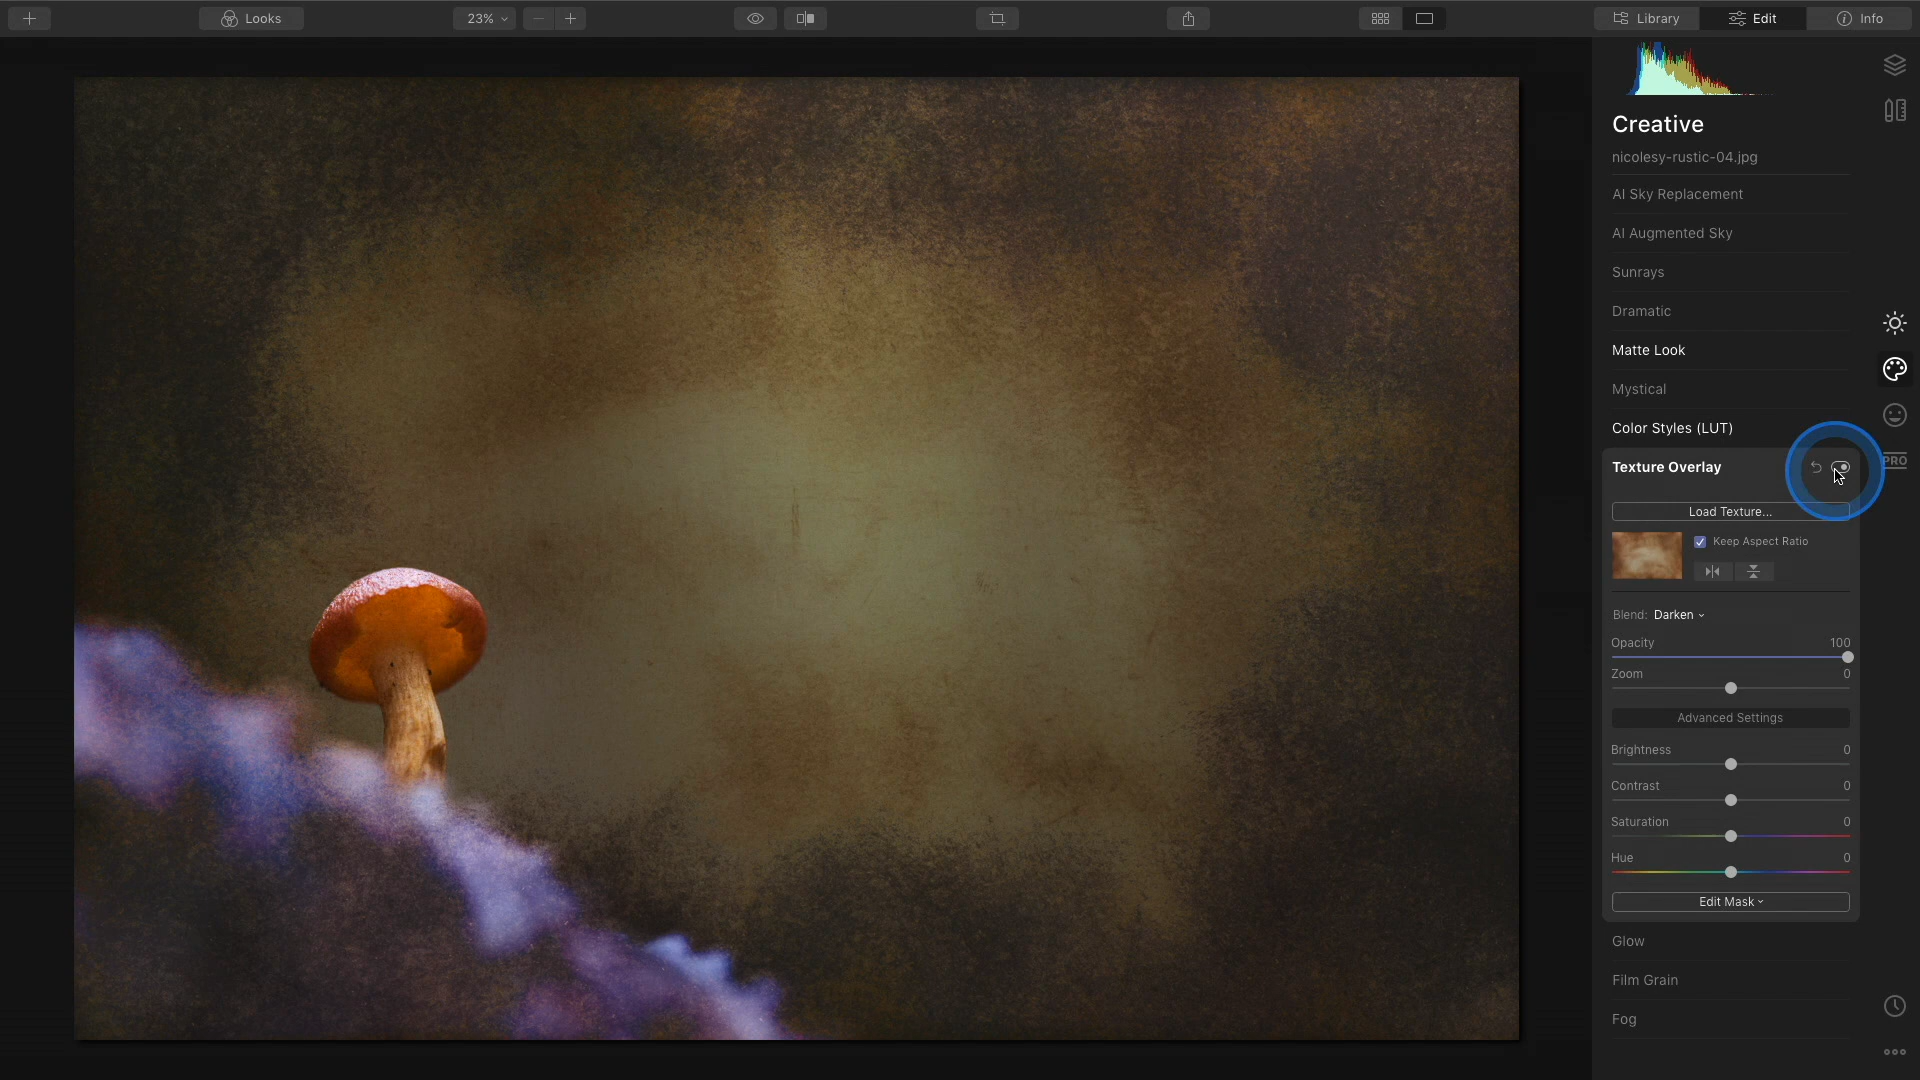 Looks
23%
Library
Edit
Info
Creative
nicolesy-rustic-04.jpg
AI Sky Replacement
AI Augmented Sky
Sunrays
Dramatic
Matte Look
Mystical
Color Styles (LUT)
PRO
Texture Overlay
Load Texture...
Keep Aspect Ratio
Blend: Darken
Opacity 100
Zoom 0
Advanced Settings
Brightness 0
Contrast 0
Saturation 0
Hue 0
Edit Mask
Glow
Film Grain
Fog